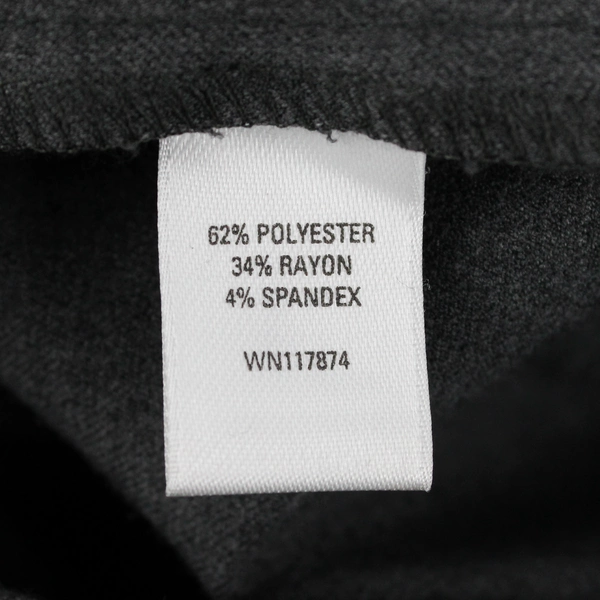 62% POLYESTER
34% RAYON
4% SPANDEX
WN117874